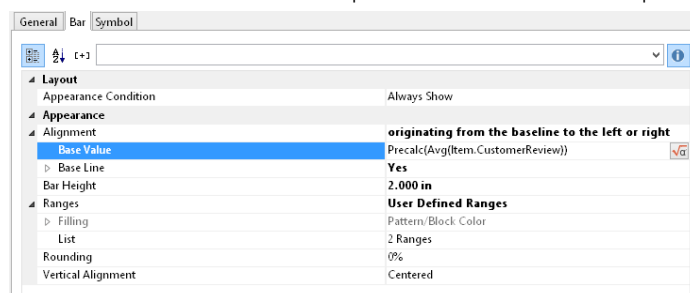 General Bar Symbol
[+]
Layout
Appearance Condition Always Show
Appearance
Alignment originating from the baseline to the left or right
Base Value Precalc(Avg(Item.CustomerReview)) √α
Base Line Yes
Bar Height 2.000 in
Ranges User Defined Ranges
Filling Pattern/Block Color
List 2 Ranges
Rounding 0%
Vertical Alignment Centered